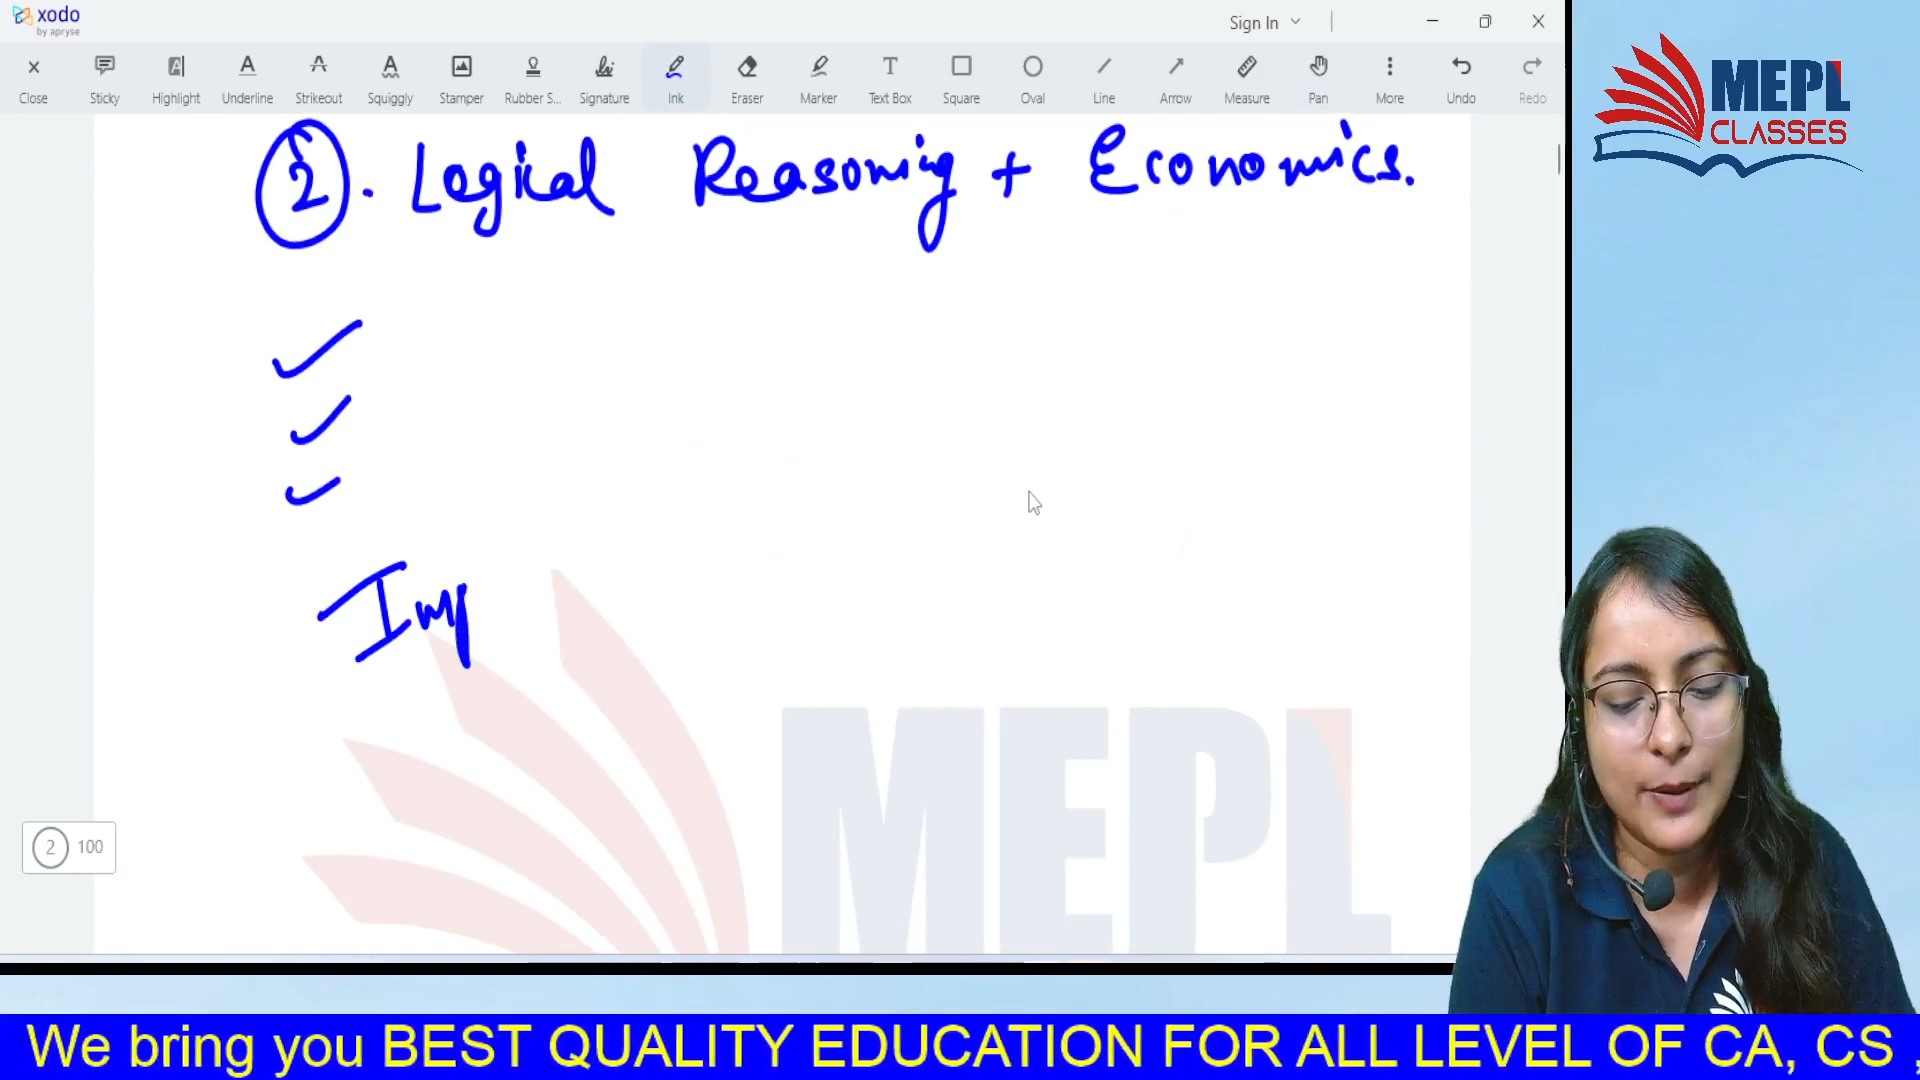 xodo
by apryse
Sign In
Close Sticky Highlight Underline Strikeout Squiggly Stamper Rubber S... Signature Ink Eraser Marker Text Box Square Oval Line Arrow Measure Pan More Undo Redo
MEPL
CLASSES
2. Logical Reasoning + Economics.
Imp
MEPL
2 100
We bring you BEST QUALITY EDUCATION FOR ALL LEVEL OF CA, CS ,